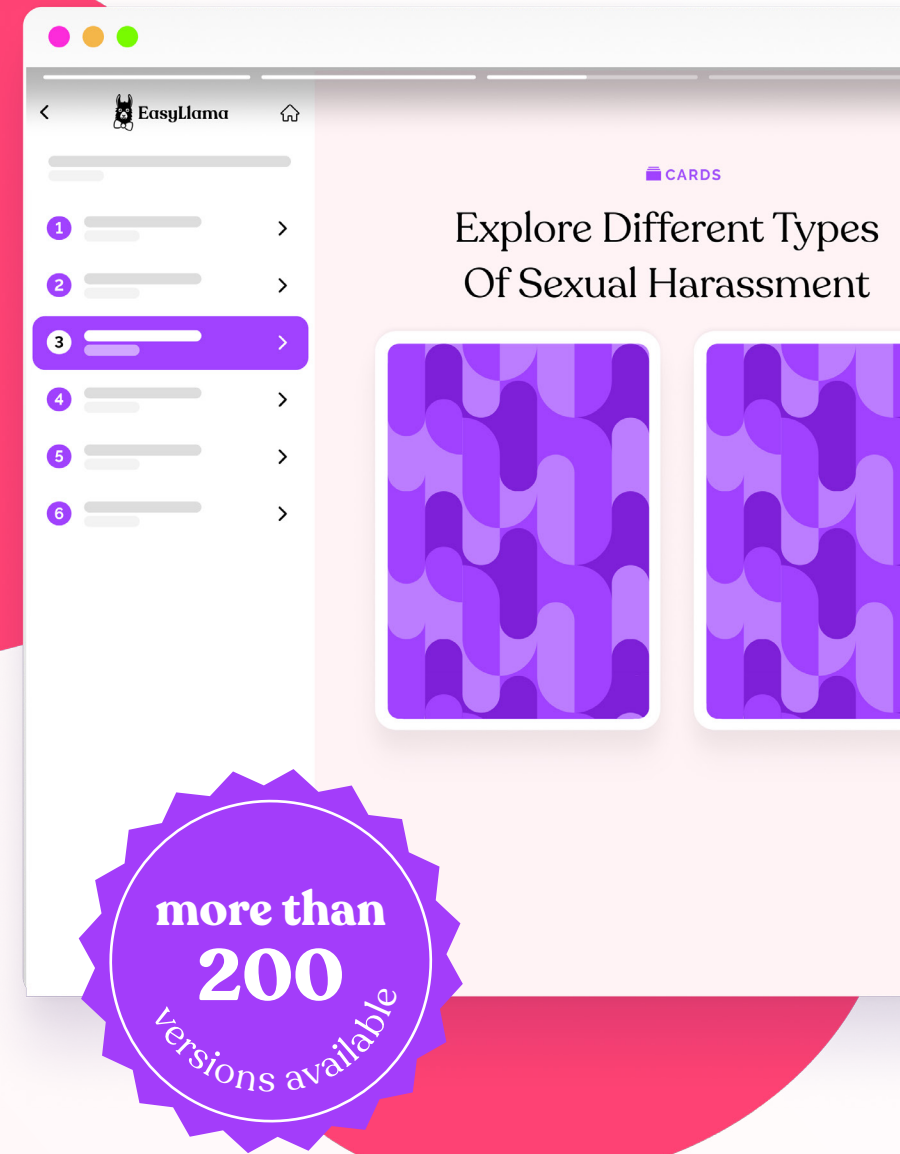 EasyLlama
1
2
3
4
5
6
CARDS
Explore Different Types
Of Sexual Harassment
more than
200
versions available